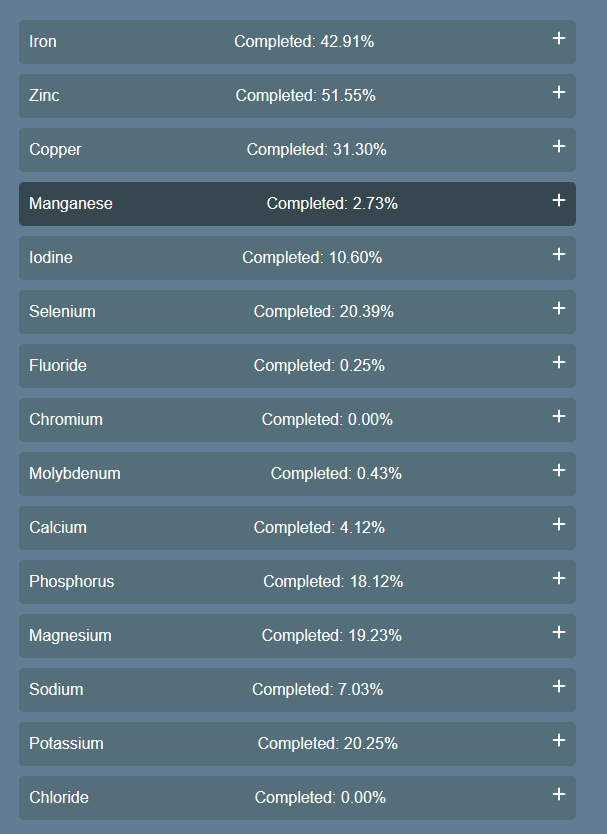 Iron Completed: 42.91% +
Zinc Completed: 51.55% +
Copper Completed: 31.30% +
Manganese Completed: 2.73% +
Iodine Completed: 10.60% +
Selenium Completed: 20.39% +
Fluoride Completed: 0.25% +
Chromium Completed: 0.00% +
Molybdenum Completed: 0.43% +
Calcium Completed: 4.12% +
Phosphorus Completed: 18.12% +
Magnesium Completed: 19.23% +
Sodium Completed: 7.03% +
Potassium Completed: 20.25% +
Chloride Completed: 0.00% +